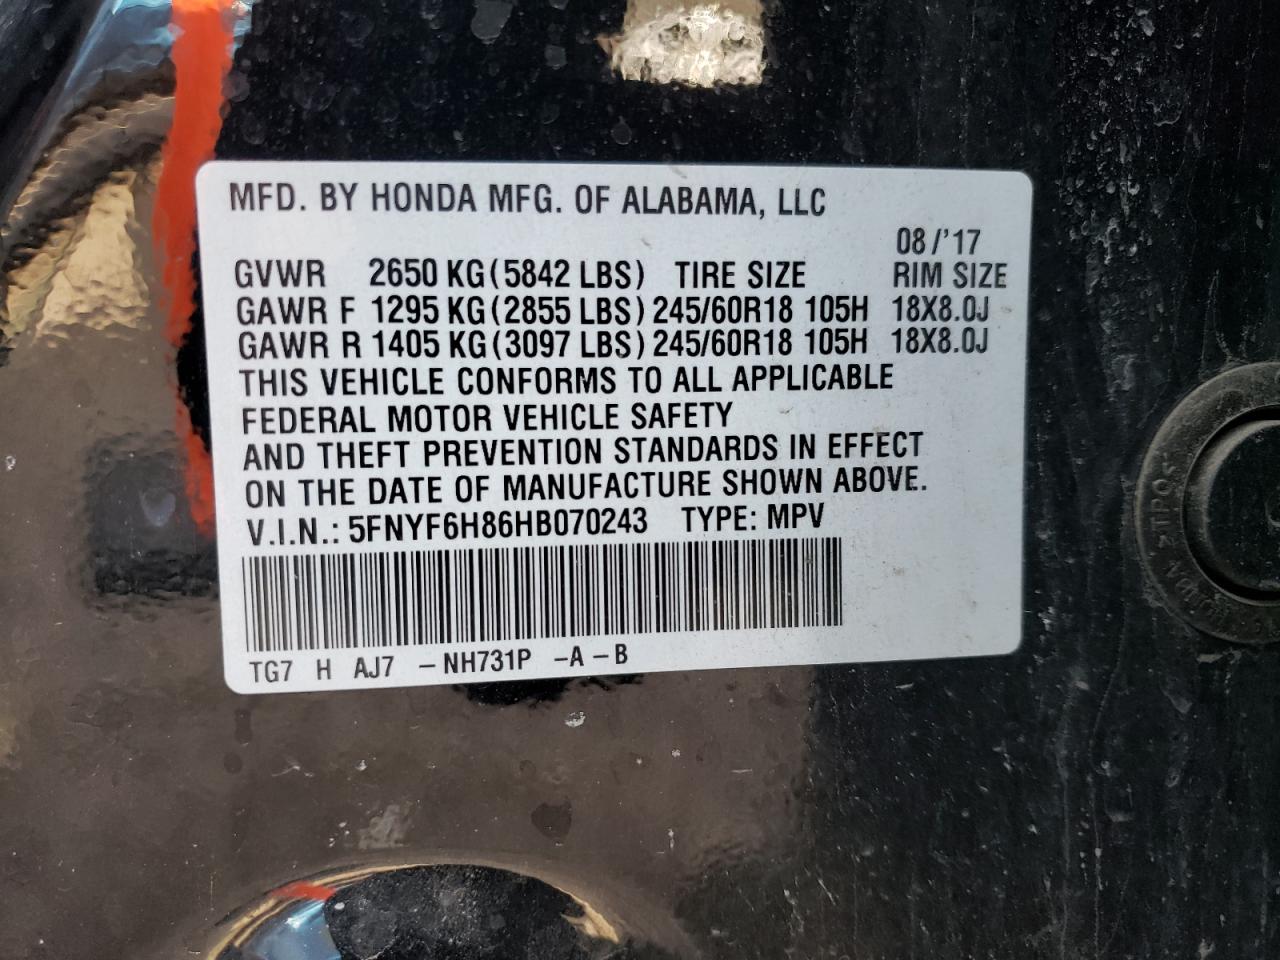 MFD. BY HONDA MFG. OF ALABAMA, LLC
08/'17
GVWR 2650 KG(5842 LBS) TIRE SIZE RIM SIZE
GAWR F 1295 KG(2855 LBS) 245/60R18 105H 18X8.0J
GAWR R 1405 KG(3097 LBS) 245/60R18 105H 18X8.0J
THIS VEHICLE CONFORMS TO ALL APPLICABLE
FEDERAL MOTOR VEHICLE SAFETY
AND THEFT PREVENTION STANDARDS IN EFFECT
ON THE DATE OF MANUFACTURE SHOWN ABOVE.
V.I.N.: 5FNYF6H86HB070243 TYPE: MPV
TG7 H AJ7 -NH731P -A-B